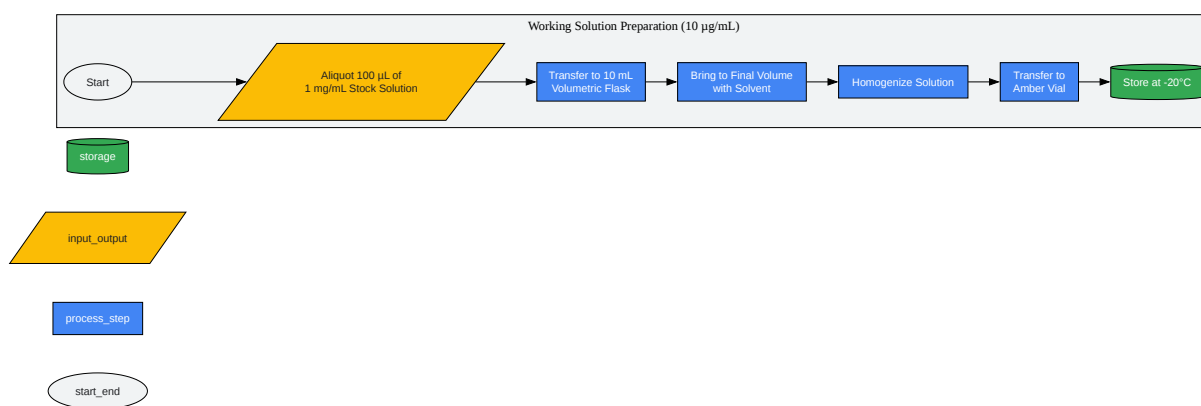 Working Solution Preparation (10 µg/mL)
Start
Aliquot 100 µL of
1 mg/mL Stock Solution
Transfer to 10 mL
Volumetric Flask
Bring to Final Volume
with Solvent
Homogenize Solution
Transfer to
Amber Vial
Store at -20°C
storage
input_output
process_step
start_end